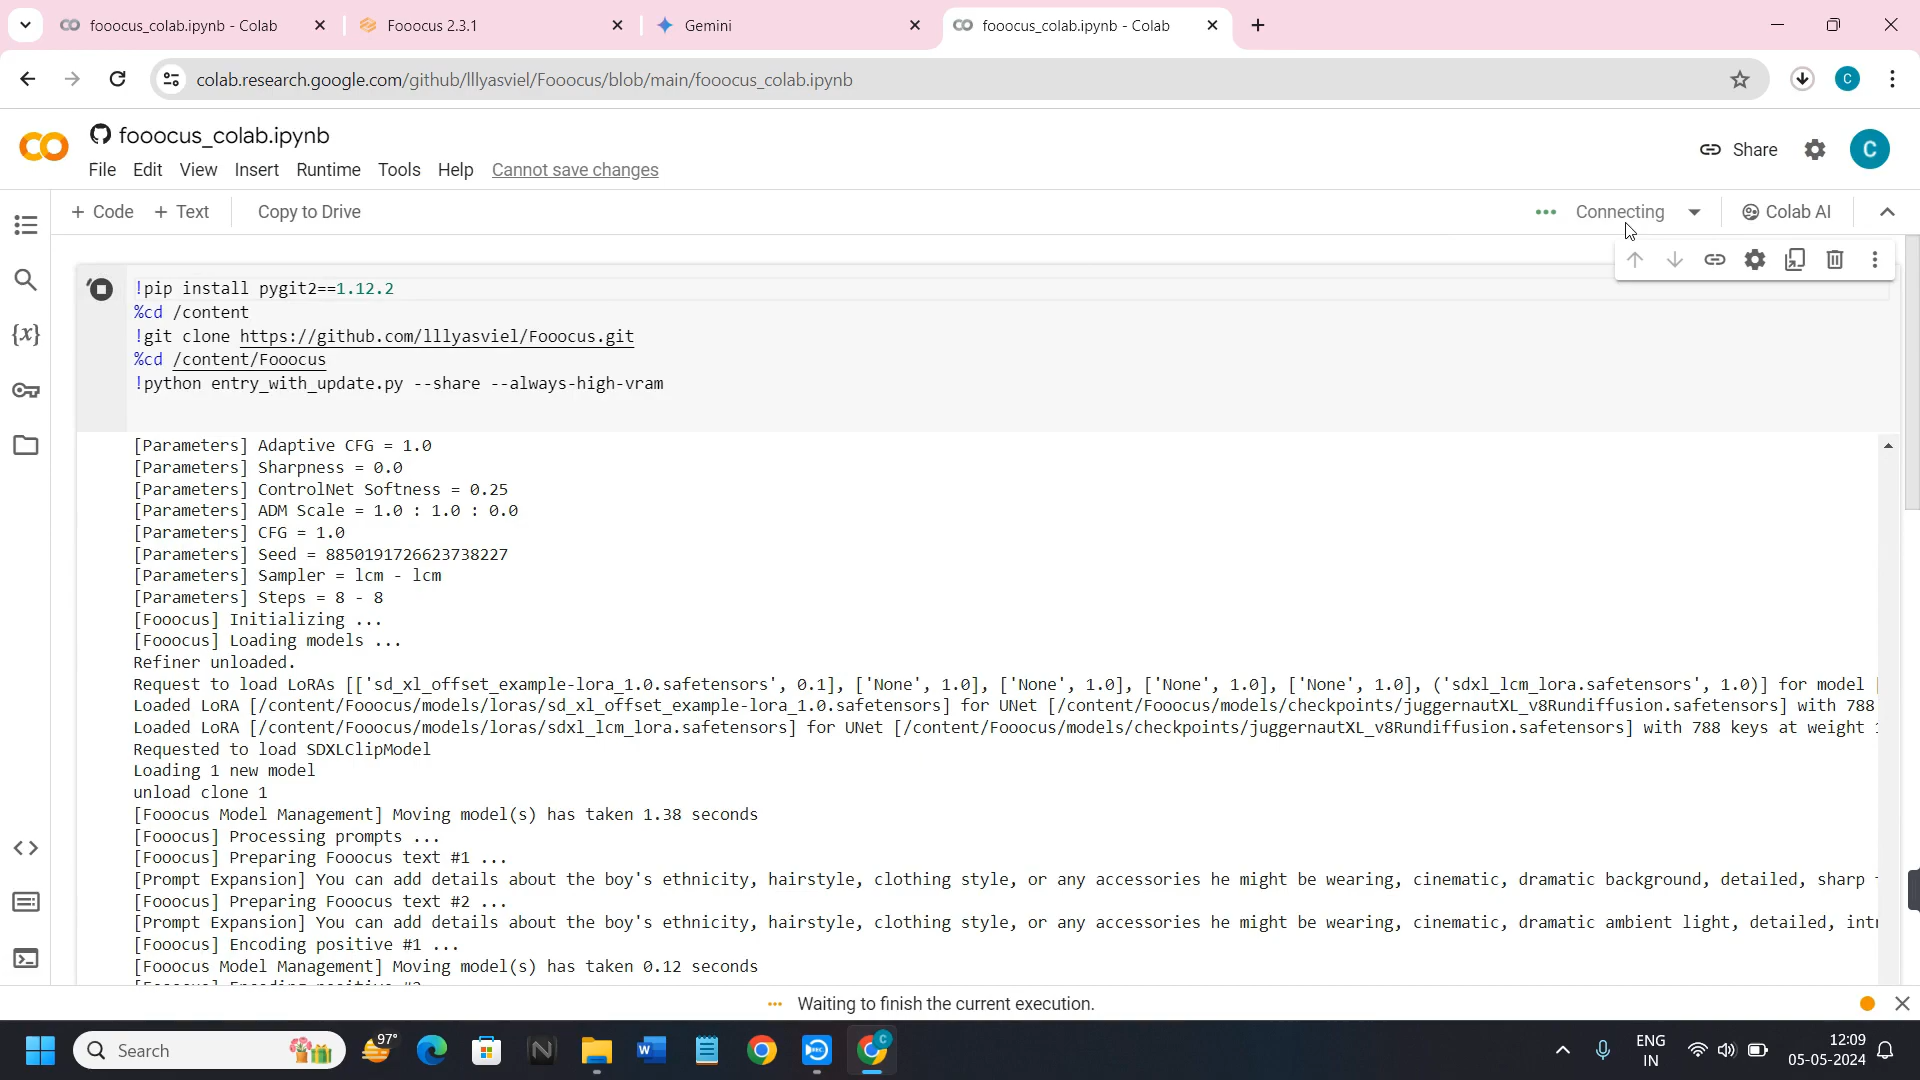 fooocus_colab.ipynb - Colab
Fooocus 2.3.1
Gemini
fooocus_colab.ipynb - Colab
colab.research.google.com/github/lllyasviel/Fooocus/blob/main/fooocus_colab.ipynb
C
fooocus_colab.ipynb
Share
C
File Edit View Insert Runtime Tools Help Cannot save changes
+ Code + Text Copy to Drive
Connecting
Colab AI
!pip install pygit2==1.12.2
%cd /content
!git clone https://github.com/lllyasviel/Fooocus.git
%cd /content/Fooocus
!python entry_with_update.py --share --always-high-vram
[Parameters] Adaptive CFG = 1.0
[Parameters] Sharpness = 0.0
[Parameters] ControlNet Softness = 0.25
[Parameters] ADM Scale = 1.0 : 1.0 : 0.0
[Parameters] CFG = 1.0
[Parameters] Seed = 8850191726623738227
[Parameters] Sampler = lcm - lcm
[Parameters] Steps = 8 - 8
[Fooocus] Initializing ...
[Fooocus] Loading models ...
Refiner unloaded.
Request to load LoRAs [['sd_xl_offset_example-lora_1.0.safetensors', 0.1], ['None', 1.0], ['None', 1.0], ['None', 1.0], ['None', 1.0], ('sdxl_lcm_lora.safetensors', 1.0)] for model [
Loaded LoRA [/content/Fooocus/models/loras/sd_xl_offset_example-lora_1.0.safetensors] for UNet [/content/Fooocus/models/checkpoints/juggernautXL_v8Rundiffusion.safetensors] with 788
Loaded LoRA [/content/Fooocus/models/loras/sdxl_lcm_lora.safetensors] for UNet [/content/Fooocus/models/checkpoints/juggernautXL_v8Rundiffusion.safetensors] with 788 keys at weight
Requested to load SDXLClipModel
Loading 1 new model
unload clone 1
[Fooocus Model Management] Moving model(s) has taken 1.38 seconds
[Fooocus] Processing prompts ...
[Fooocus] Preparing Fooocus text #1 ...
[Prompt Expansion] You can add details about the boy's ethnicity, hairstyle, clothing style, or any accessories he might be wearing, cinematic, dramatic background, detailed, sharp
[Fooocus] Preparing Fooocus text #2 ...
[Prompt Expansion] You can add details about the boy's ethnicity, hairstyle, clothing style, or any accessories he might be wearing, cinematic, dramatic ambient light, detailed, int
[Fooocus] Encoding positive #1 ...
[Fooocus Model Management] Moving model(s) has taken 0.12 seconds
Waiting to finish the current execution.
Search
97°
ENG
IN
12:09
05-05-2024